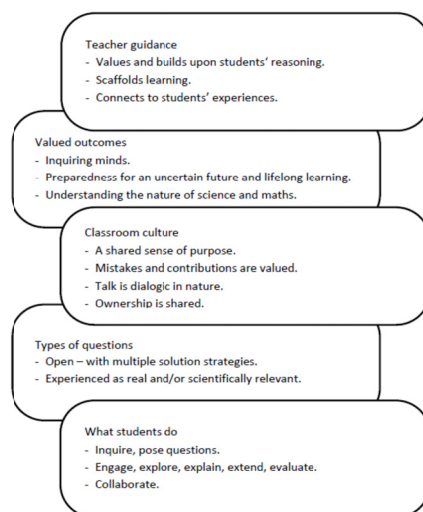 Teacher guidance
- Values and builds upon students' reasoning.
- Scaffolds learning.
- Connects to students' experiences.
Valued outcomes
- Inquiring minds.
- Preparedness for an uncertain future and lifelong learning.
- Understanding the nature of science and maths.
Classroom culture
- A shared sense of purpose.
- Mistakes and contributions are valued.
- Talk is dialogic in nature.
- Ownership is shared.
Types of questions
- Open – with multiple solution strategies.
- Experienced as real and/or scientifically relevant.
What students do
- Inquire, pose questions.
- Engage, explore, explain, extend, evaluate.
- Collaborate.